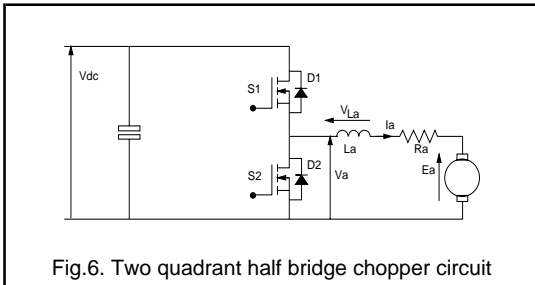 Vdc
S1
D1
VLa
Ia
La
Ra
S2
D2
Va
Ea
Fig.6. Two quadrant half bridge chopper circuit